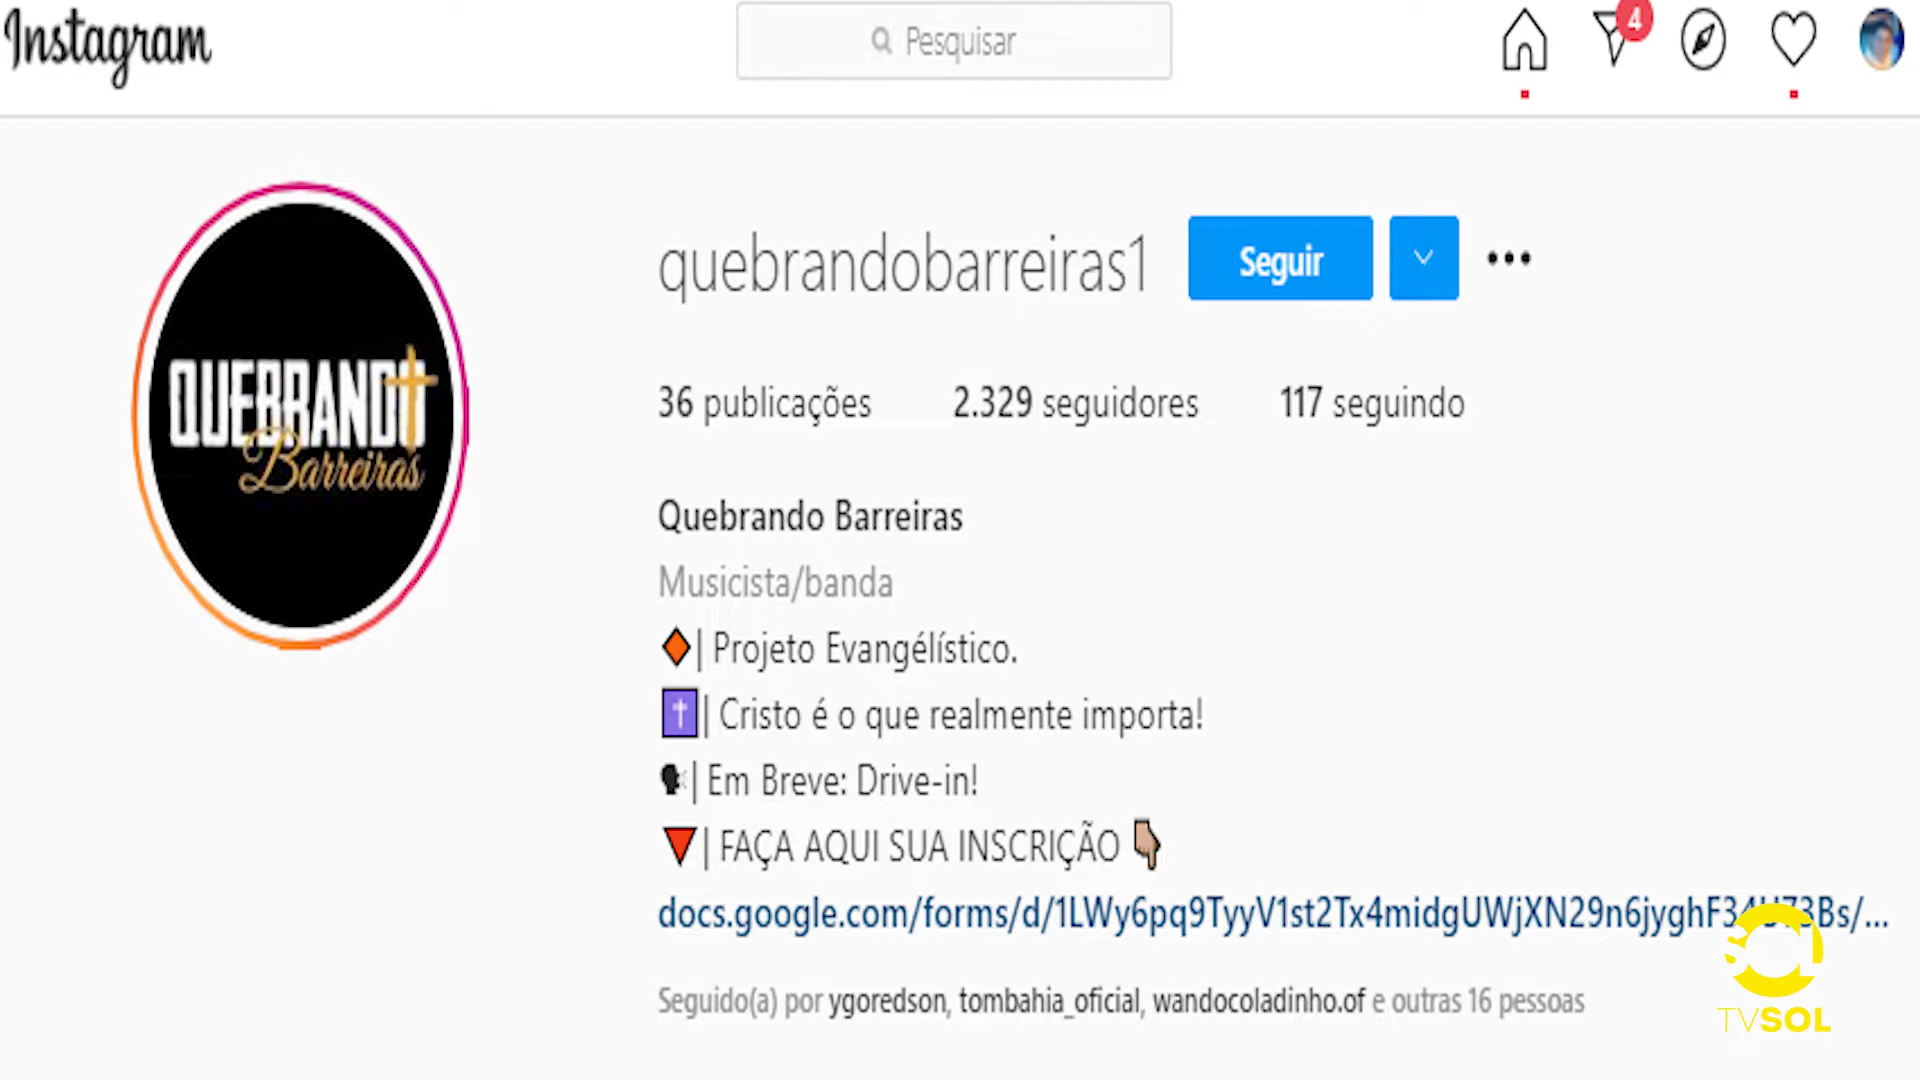 Instagram
Pesquisar
4
quebrandobarreiras1 Seguir
36 publicações 2.329 seguidores 117 seguindo
QUEBRANDO
Barreiras
Quebrando Barreiras
Musicista/banda
| Projeto Evangélístico.
| Cristo é o que realmente importa!
| Em Breve: Drive-in!
| FAÇA AQUI SUA INSCRIÇÃO
docs.google.com/forms/d/1LWy6pq9TyyV1st2Tx4midgUWjXN29n6jyghF34U73Bs/...
Seguido(a) por ygoredson, tombahia_oficial, wandocoladinho.of e outras 16 pessoas
TVSOL